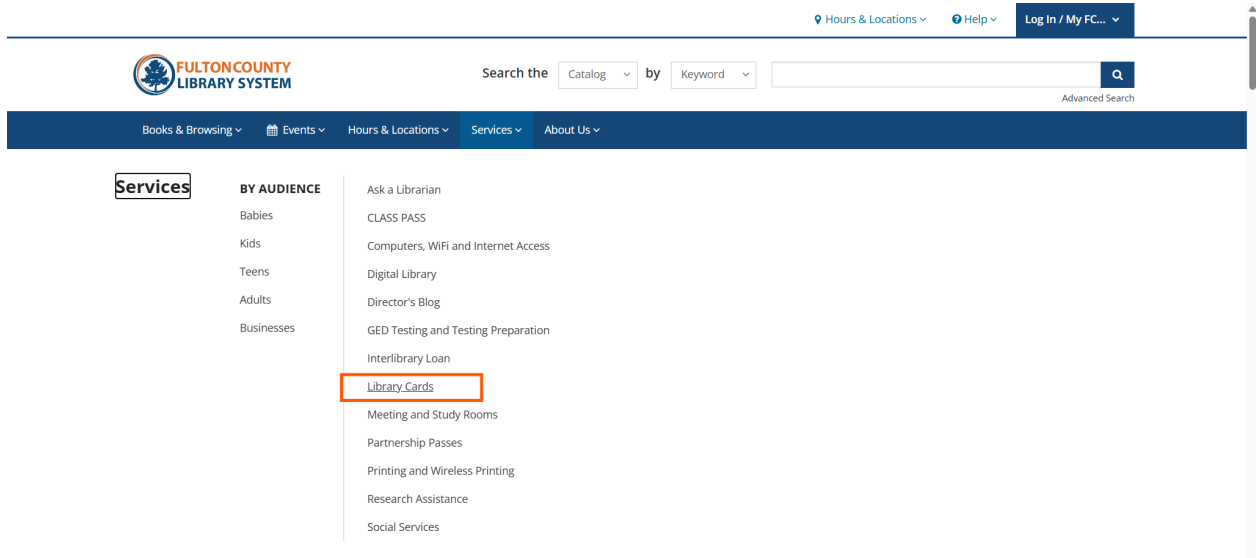 Hours & Locations
Help
Log In / My FC...
FULTON COUNTY
LIBRARY SYSTEM
Search the Catalog by Keyword
Advanced Search
Books & Browsing Events Hours & Locations Services About Us
Services
BY AUDIENCE
Babies
Kids
Teens
Adults
Businesses
Ask a Librarian
CLASS PASS
Computers, WiFi and Internet Access
Digital Library
Director's Blog
GED Testing and Testing Preparation
Interlibrary Loan
Library Cards
Meeting and Study Rooms
Partnership Passes
Printing and Wireless Printing
Research Assistance
Social Services